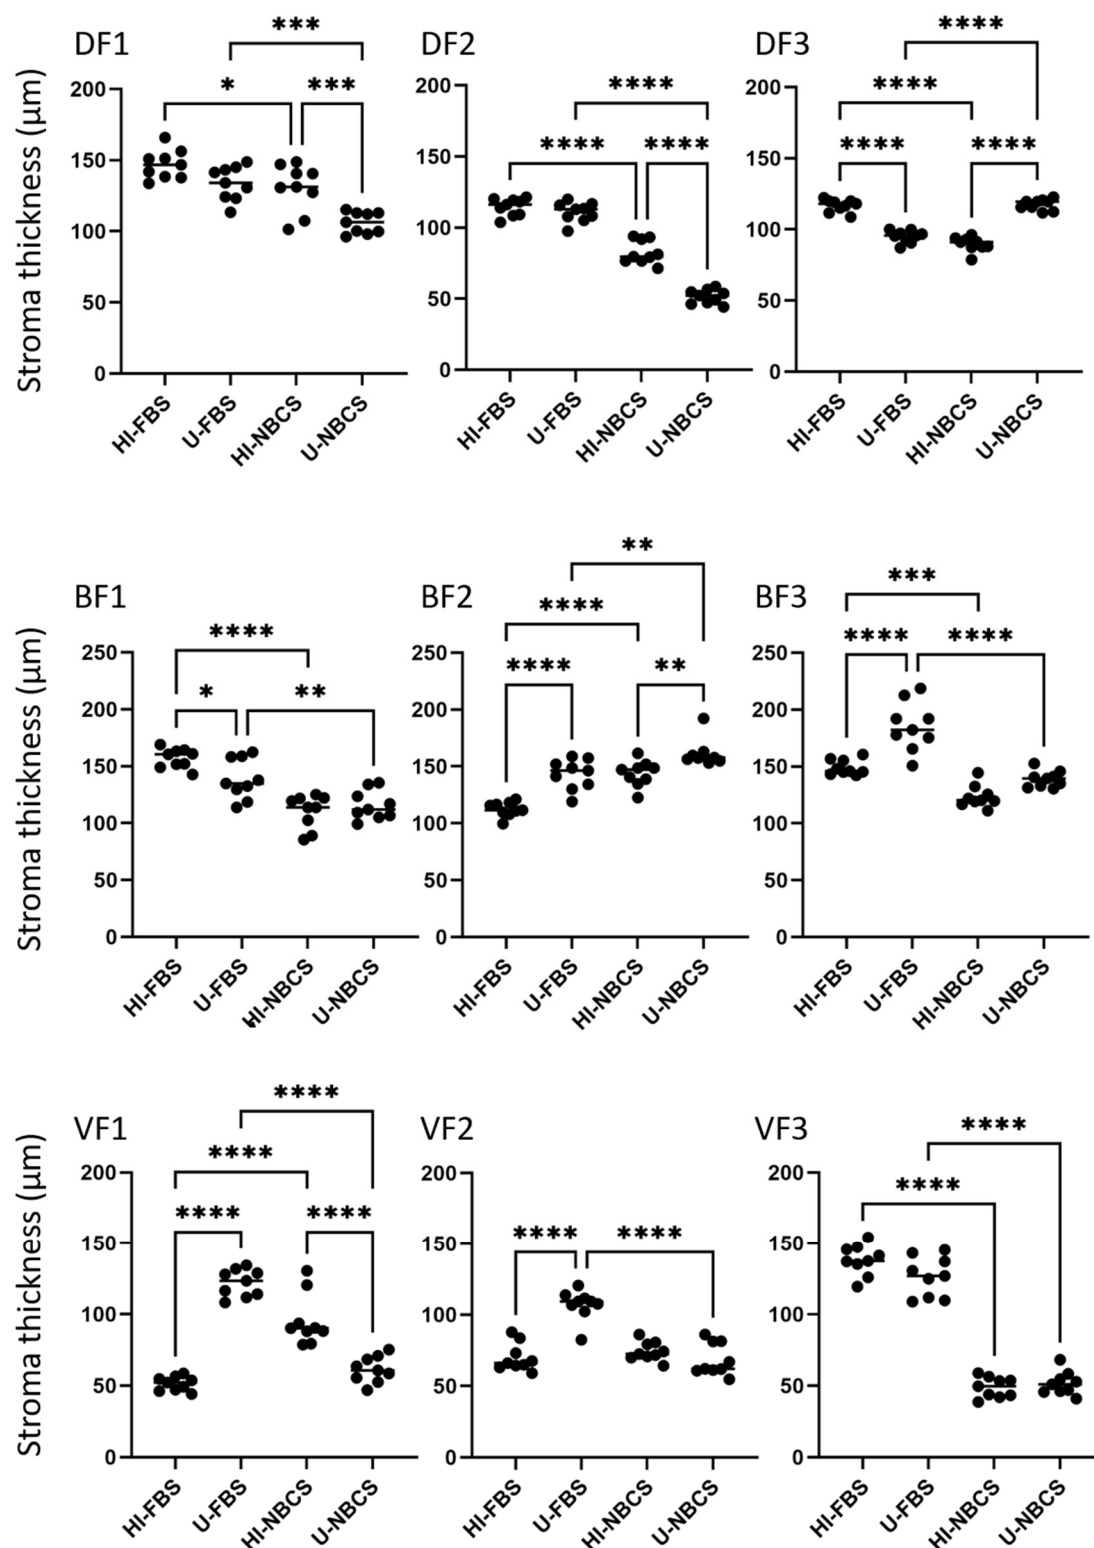 DF1
***
* ***
Stroma thickness (µm)
200
150
100
50
0
HI-FBS
U-FBS
HI-NBCS
U-NBCS
DF2
****
**** ****
200
150
100
50
0
HI-FBS
U-FBS
HI-NBCS
U-NBCS
DF3
****
****
**** ****
200
150
100
50
0
HI-FBS
U-FBS
HI-NBCS
U-NBCS
BF1
****
* **
Stroma thickness (µm)
250
200
150
100
50
0
HI-FBS
U-FBS
HI-NBCS
U-NBCS
BF2
**
****
**** **
250
200
150
100
50
0
HI-FBS
U-FBS
HI-NBCS
U-NBCS
BF3
***
**** ****
250
200
150
100
50
0
HI-FBS
U-FBS
HI-NBCS
U-NBCS
VF1
****
****
**** ****
Stroma thickness (µm)
200
150
100
50
0
HI-FBS
U-FBS
HI-NBCS
U-NBCS
VF2
**** ****
200
150
100
50
0
HI-FBS
U-FBS
HI-NBCS
U-NBCS
VF3
****
****
200
150
100
50
0
HI-FBS
U-FBS
HI-NBCS
U-NBCS